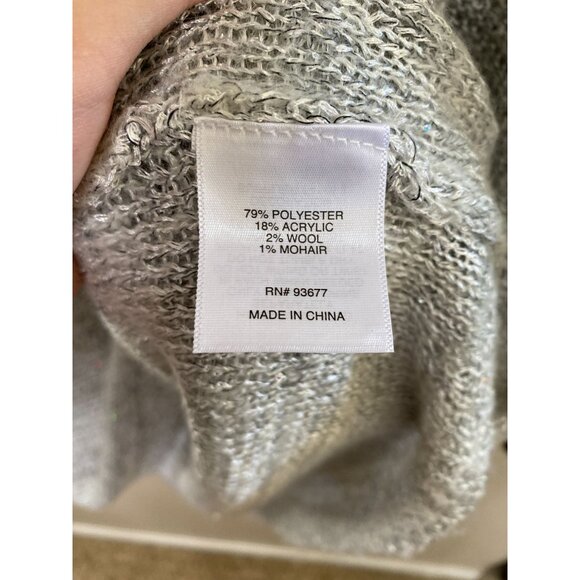 79% POLYESTER
18% ACRYLIC
2% WOOL
1% MOHAIR
RN# 93677
MADE IN CHINA